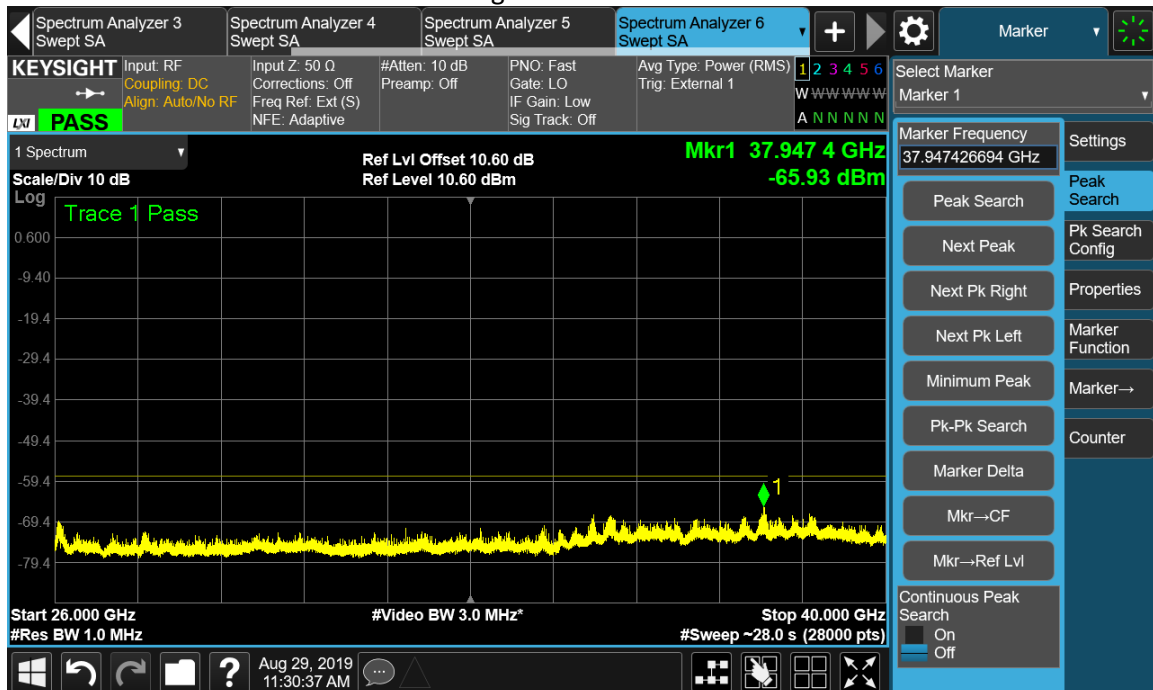 Spectrum Analyzer 3
Swept SA
Spectrum Analyzer 4
Swept SA
Spectrum Analyzer 5
Swept SA
Spectrum Analyzer 6
Swept SA
+
Marker
KEYSIGHT
LXI PASS
Input: RF
Coupling: DC
Align: Auto/No RF
Input Z: 50 Ω
Corrections: Off
Freq Ref: Ext (S)
NFE: Adaptive
#Atten: 10 dB
Preamp: Off
PNO: Fast
Gate: LO
IF Gain: Low
Sig Track: Off
Avg Type: Power (RMS)
Trig: External 1
1 2 3 4 5 6
W W W W W W
A N N N N N
Select Marker
Marker 1
1 Spectrum
Scale/Div 10 dB
Ref Lvl Offset 10.60 dB
Ref Level 10.60 dBm
Mkr1 37.947 4 GHz
-65.93 dBm
Log
Trace 1 Pass
0.600
-9.40
-19.4
-29.4
-39.4
-49.4
-59.4
-69.4
-79.4
1
Start 26.000 GHz
#Res BW 1.0 MHz
#Video BW 3.0 MHz*
Stop 40.000 GHz
#Sweep ~28.0 s (28000 pts)
Marker Frequency
37.947426694 GHz
Peak Search
Next Peak
Next Pk Right
Next Pk Left
Minimum Peak
Pk-Pk Search
Marker Delta
Mkr→CF
Mkr→Ref Lvl
Continuous Peak
Search
On
Off
Settings
Peak
Search
Pk Search
Config
Properties
Marker
Function
Marker→
Counter
?
Aug 29, 2019
11:30:37 AM